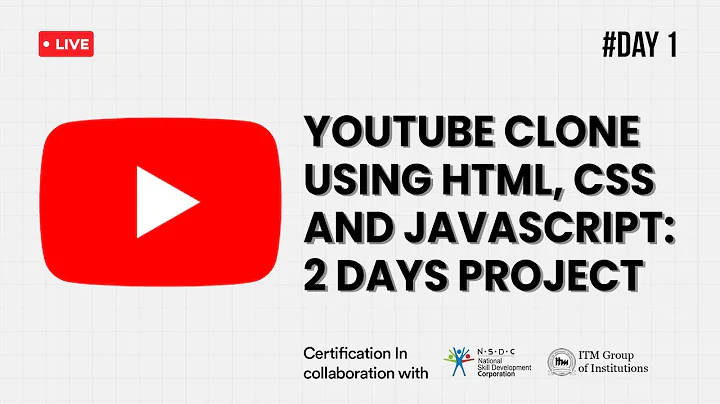 LIVE
#DAY 1
YOUTUBE CLONE
USING HTML, CSS
AND JAVASCRIPT:
2 DAYS PROJECT
Certification In
collaboration with
N·S·D·C
National
Skill Development
Corporation
itm
ITM Group
of Institutions